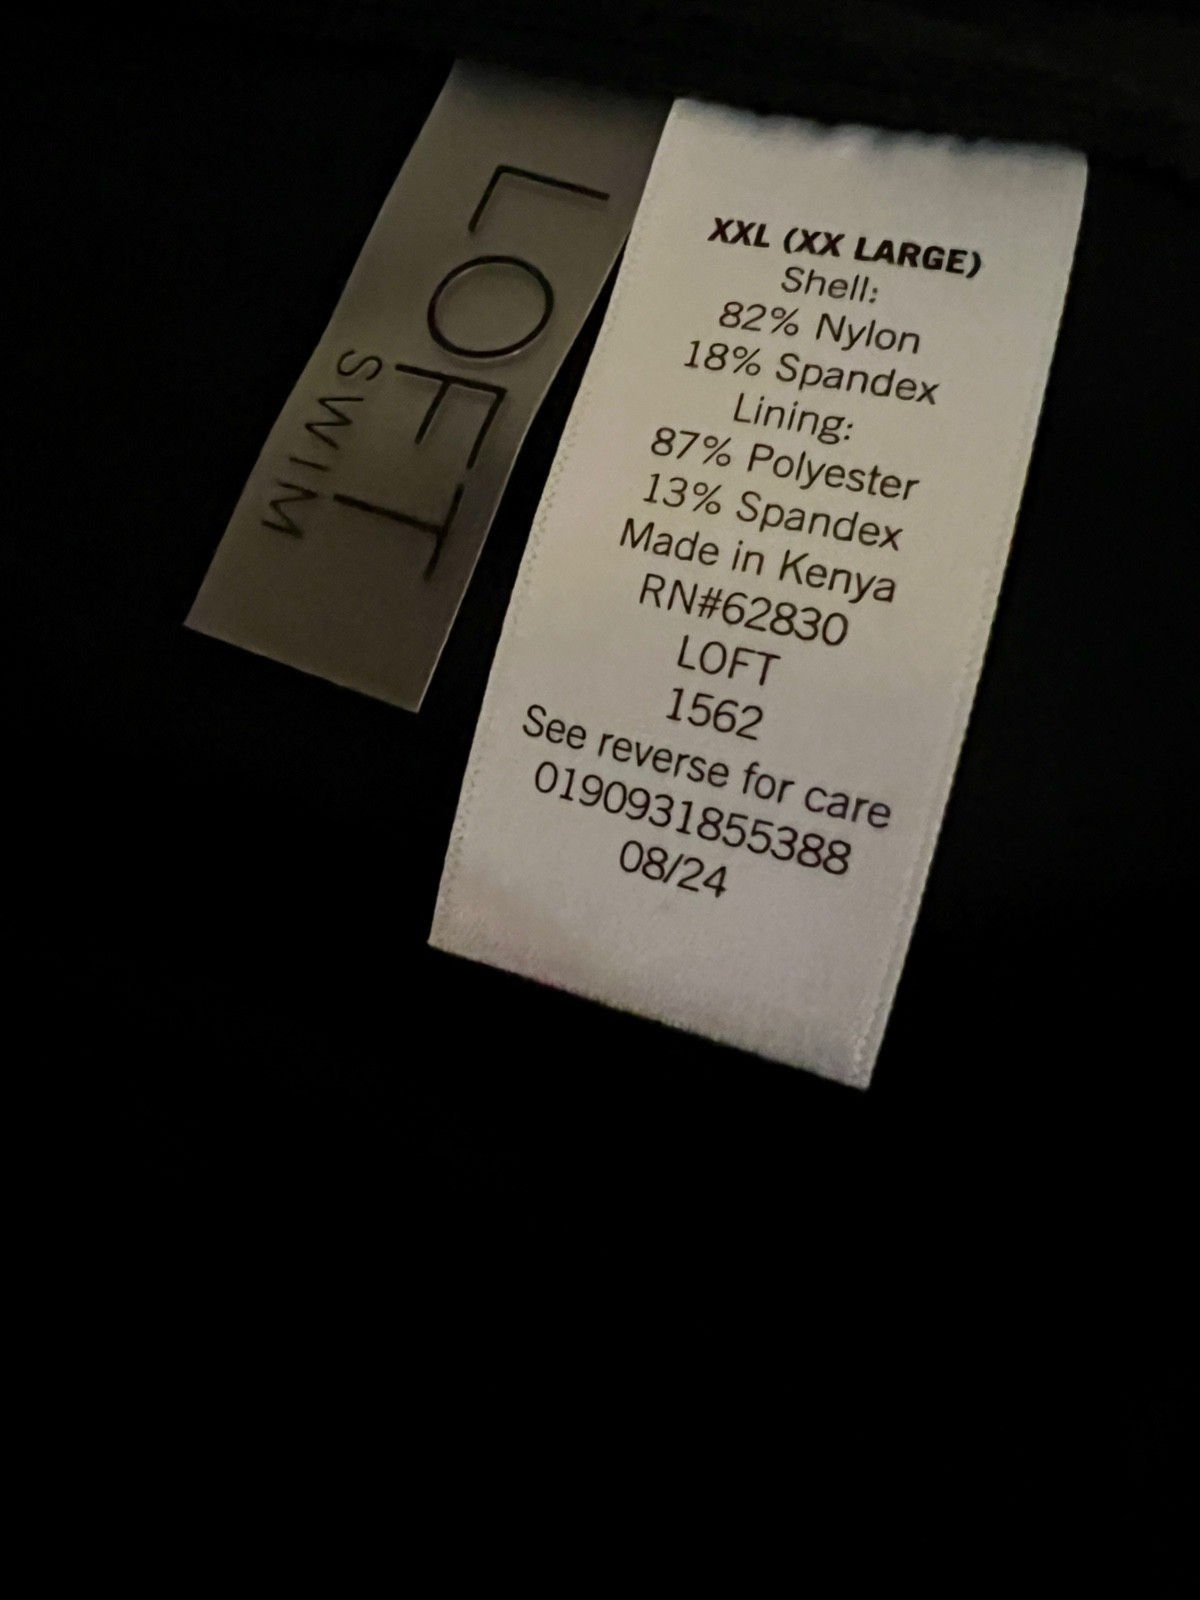 LOFT
SWIM
XXL (XX LARGE)
Shell:
82% Nylon
18% Spandex
Lining:
87% Polyester
13% Spandex
Made in Kenya
RN#62830
LOFT
1562
See reverse for care
0190931855388
08/24